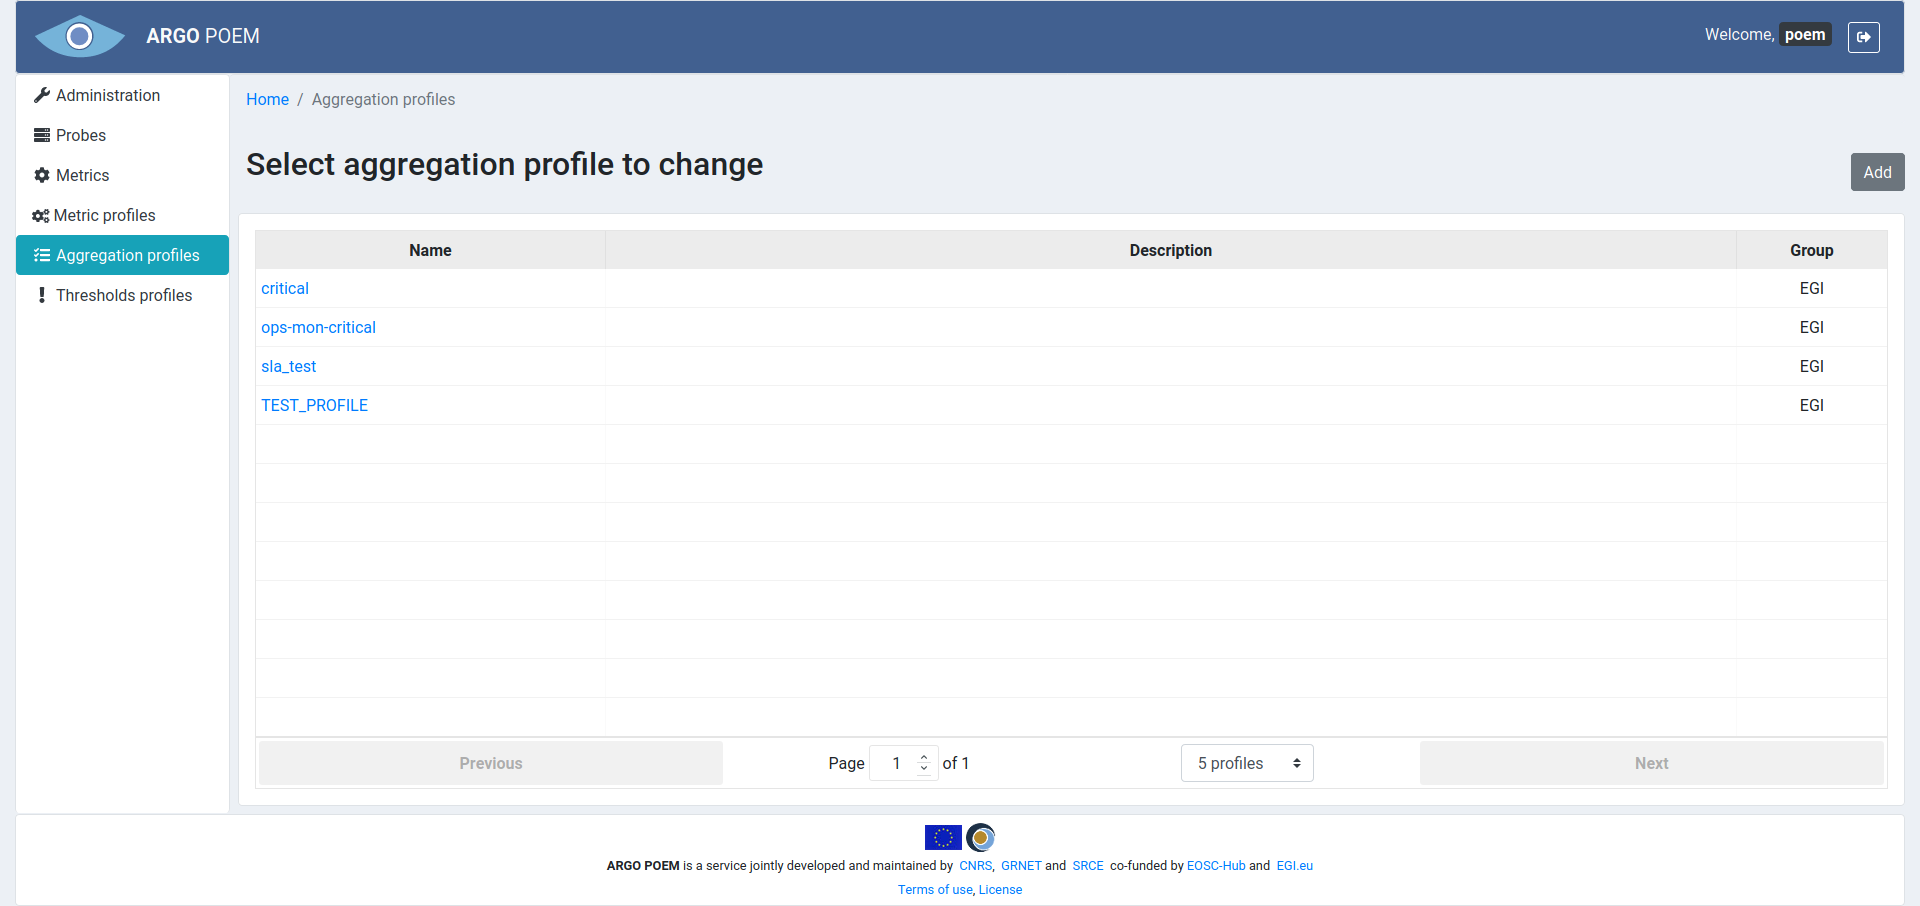 ARGO POEM
Welcome, poem
Administration
Probes
Metrics
Metric profiles
Aggregation profiles
Thresholds profiles
Home / Aggregation profiles
Select aggregation profile to change
Add
Name Description Group
critical EGI
ops-mon-critical EGI
sla_test EGI
TEST_PROFILE EGI
Previous Page 1 of 1 5 profiles Next
ARGO POEM is a service jointly developed and maintained by CNRS, GRNET and SRCE co-funded by EOSC-Hub and EGI.eu
Terms of use, License